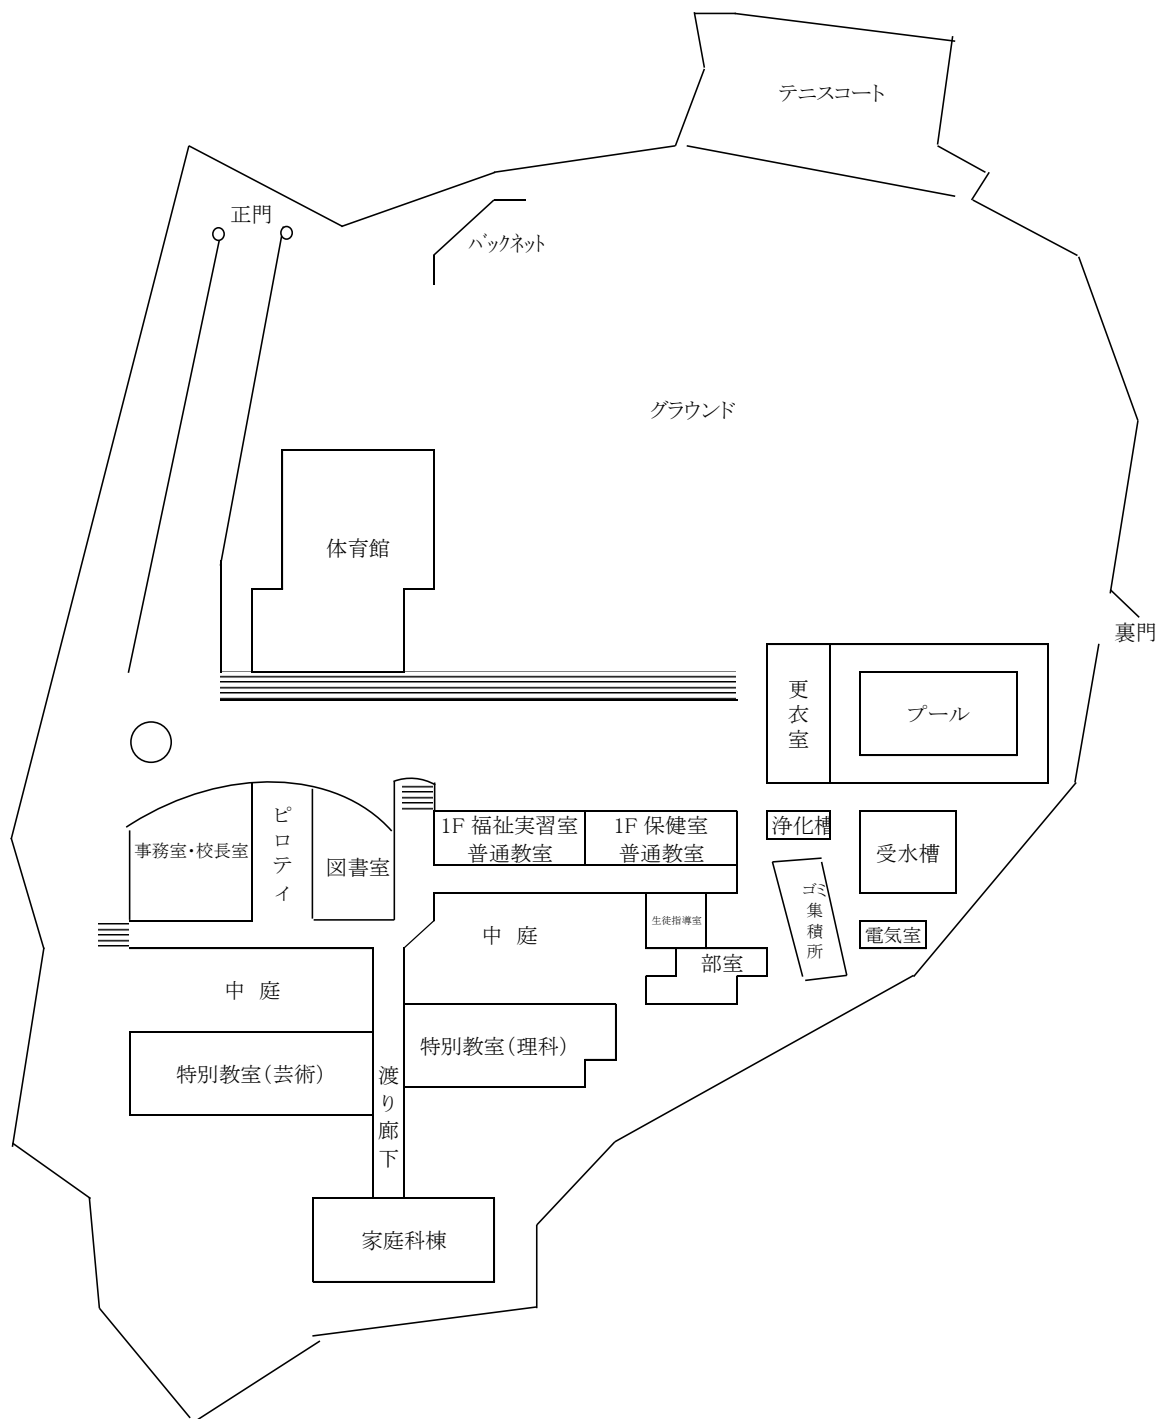 テニスコート
正門
バックネット
グラウンド
体育館
裏門
更衣室
プール
ピロティ
1F 福祉実習室
普通教室
1F 保健室
普通教室
浄化槽
事務室・校長室
図書室
受水槽
ゴミ集積所
生徒指導室
中 庭
電気室
部室
中 庭
特別教室(理科)
特別教室(芸術)
渡り廊下
家庭科棟